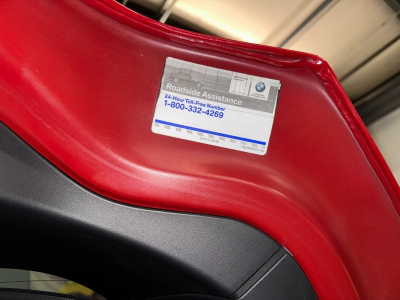 Roadside Assistance
24-Hour Toll-Free Number
1-800-332-4269